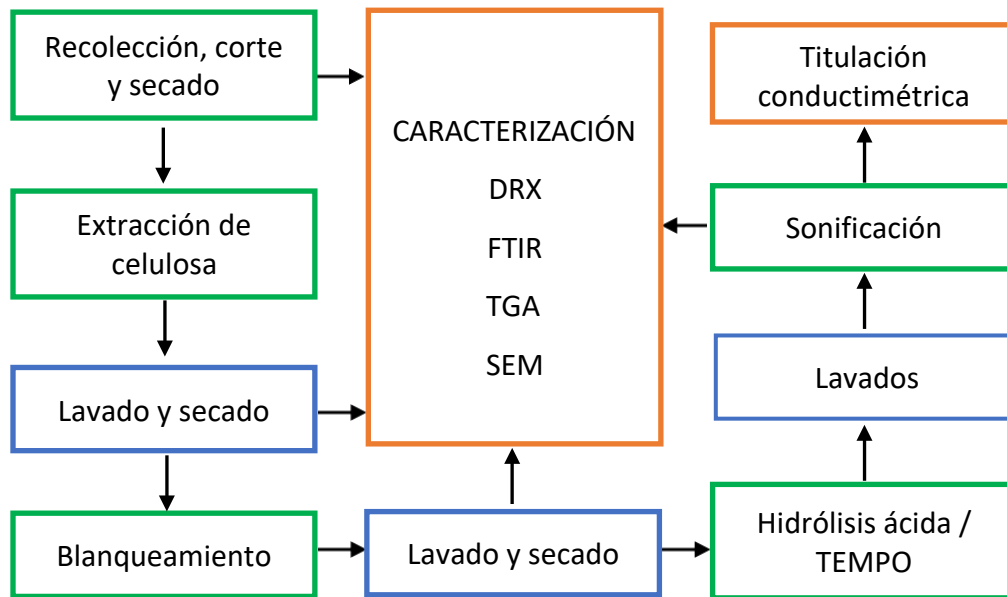 Recolección, corte
y secado
Extracción de
celulosa
Lavado y secado
Blanqueamiento
CARACTERIZACIÓN
DRX
FTIR
TGA
SEM
Lavado y secado
Titulación
conductimétrica
Sonificación
Lavados
Hidrólisis ácida /
TEMPO